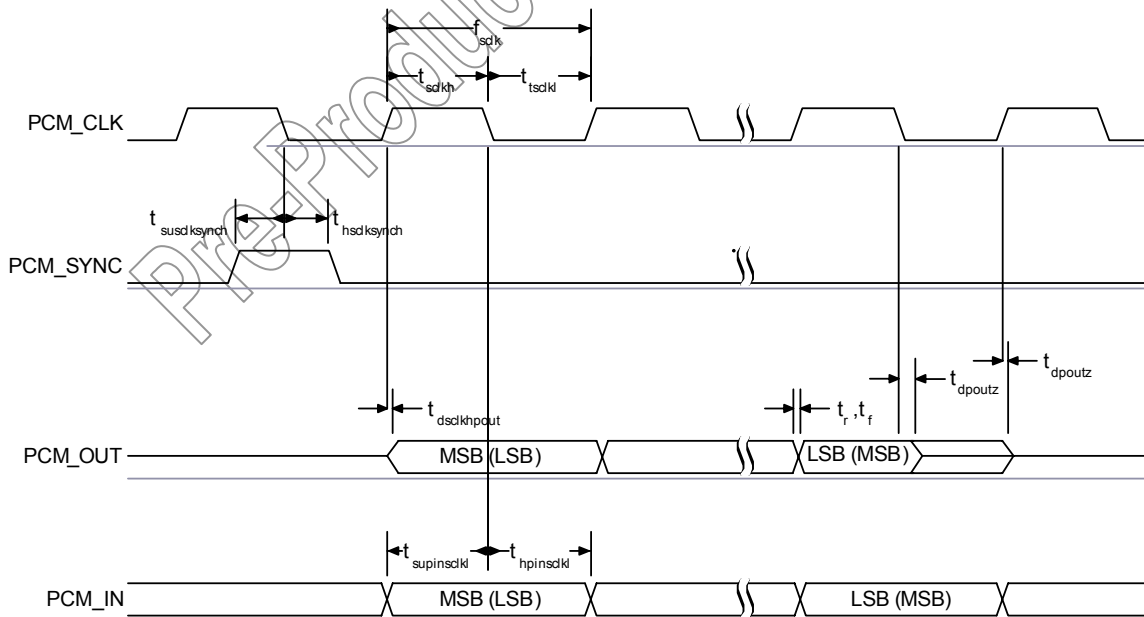 Pre-Produc
f sclk
t sclkh
t tsclkl
PCM_CLK
t susclksynch
t hsclksynch
PCM_SYNC
t dpoutz
t dpoutz
t dsclkhpout
t r ,t f
PCM_OUT
MSB (LSB)
LSB (MSB)
t supinsclkl
t hpinsclkl
PCM_IN
MSB (LSB)
LSB (MSB)